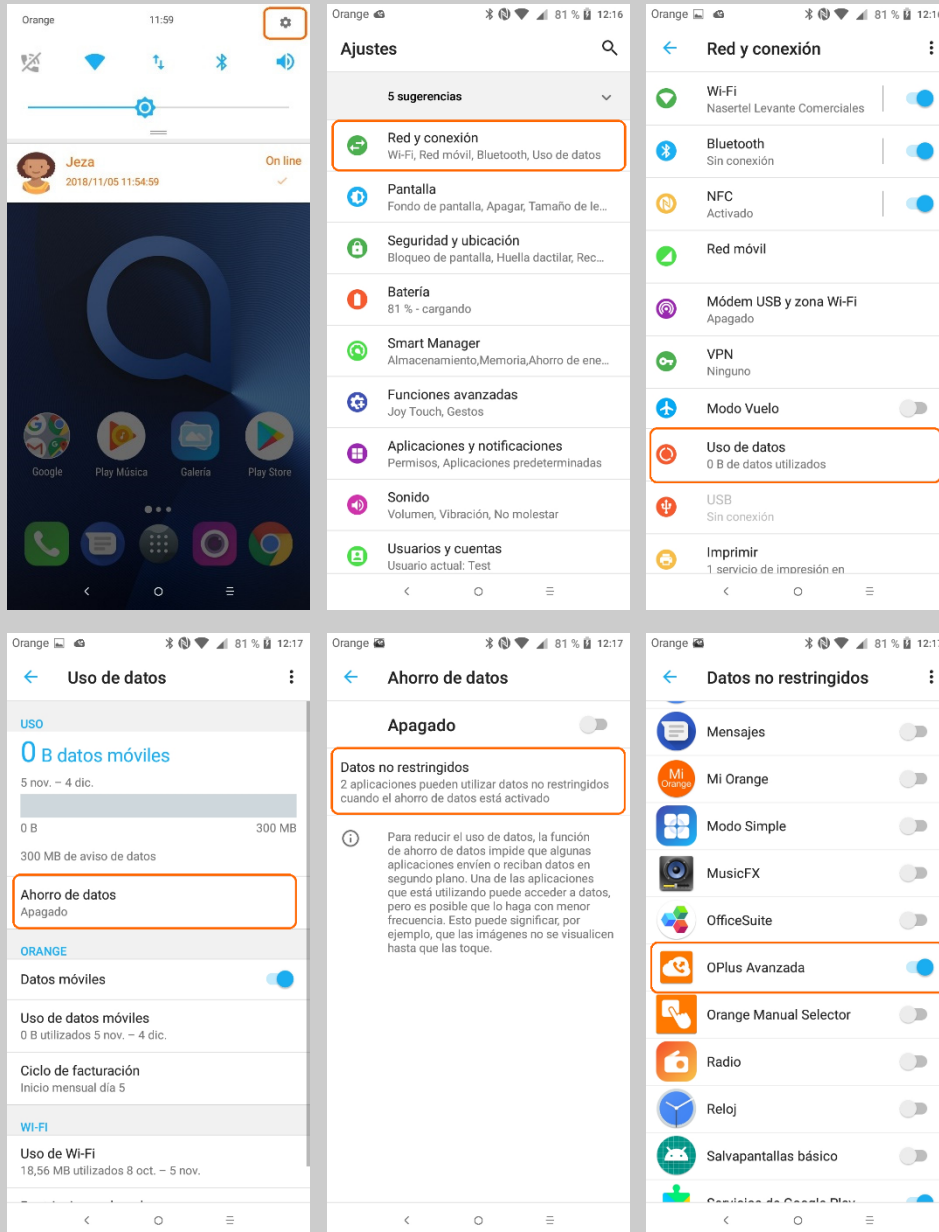 Orange 11:59
Jeza On line
2018/11/05 11:54:59
Google Play Música Galería Play Store
Orange 81 % 12:16
Ajustes
5 sugerencias
Red y conexión
Wi-Fi, Red móvil, Bluetooth, Uso de datos
Pantalla
Fondo de pantalla, Apagar, Tamaño de le...
Seguridad y ubicación
Bloqueo de pantalla, Huella dactilar, Rec...
Batería
81 % - cargando
Smart Manager
Almacenamiento,Memoria,Ahorro de ene...
Funciones avanzadas
Joy Touch, Gestos
Aplicaciones y notificaciones
Permisos, Aplicaciones predeterminadas
Sonido
Volumen, Vibración, No molestar
Usuarios y cuentas
Usuario actual: Test
Orange 81 % 12:16
Red y conexión
Wi-Fi
Nasertel Levante Comerciales
Bluetooth
Sin conexión
NFC
Activado
Red móvil
Módem USB y zona Wi-Fi
Apagado
VPN
Ninguno
Modo Vuelo
Uso de datos
0 B de datos utilizados
USB
Sin conexión
Imprimir
1 servicio de impresión en
Orange 81 % 12:17
Uso de datos
USO
0 B datos móviles
5 nov. – 4 dic.
0 B 300 MB
300 MB de aviso de datos
Ahorro de datos
Apagado
ORANGE
Datos móviles
Uso de datos móviles
0 B utilizados 5 nov. – 4 dic.
Ciclo de facturación
Inicio mensual día 5
WI-FI
Uso de Wi-Fi
18,56 MB utilizados 8 oct. – 5 nov.
Orange 81 % 12:17
Ahorro de datos
Apagado
Datos no restringidos
2 aplicaciones pueden utilizar datos no restringidos
cuando el ahorro de datos está activado
Para reducir el uso de datos, la función
de ahorro de datos impide que algunas
aplicaciones envíen o reciban datos en
segundo plano. Una de las aplicaciones
que está utilizando puede acceder a datos,
pero es posible que lo haga con menor
frecuencia. Esto puede significar, por
ejemplo, que las imágenes no se visualicen
hasta que las toque.
Orange 81 % 12:17
Datos no restringidos
Mensajes
Mi Orange
Mi Orange
Modo Simple
MusicFX
OfficeSuite
OPlus Avanzada
Orange Manual Selector
Radio
Reloj
Salvapantallas básico
Servicios de Google Play